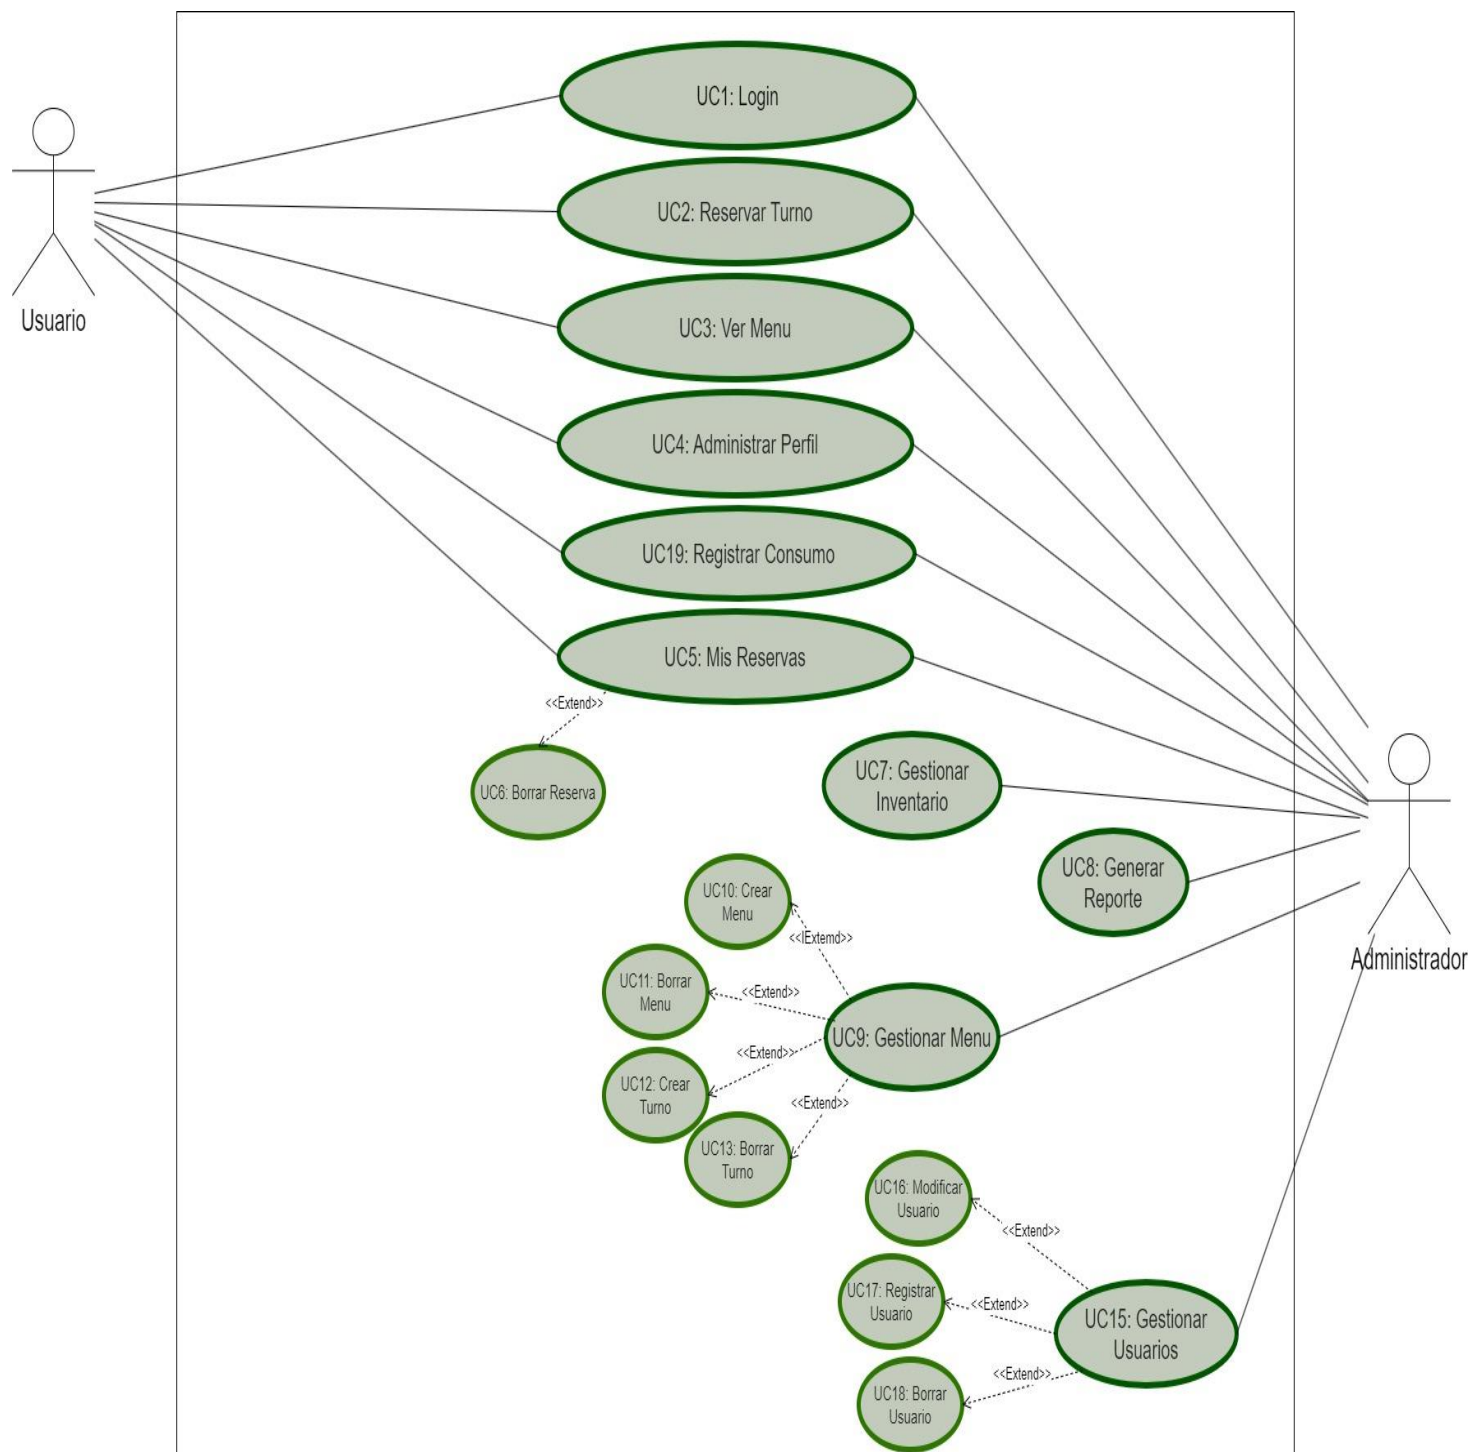 UC1: Login
UC2: Reservar Turno
Usuario
UC3: Ver Menu
UC4: Administrar Perfil
UC19: Registrar Consumo
UC5: Mis Reservas
<<Extend>>
UC6: Borrar Reserva
UC7: Gestionar
Inventario
UC8: Generar
Reporte
Administrador
UC10: Crear
Menu
<<IExtemd>>
UC11: Borrar
Menu
<<Extend>>
UC9: Gestionar Menu
<<Extend>>
UC12: Crear
Turno
<<Extend>>
UC13: Borrar
Turno
UC16: Modificar
Usuario
<<Extend>>
UC17: Registrar
Usuario
<<Extend>>
UC15: Gestionar
Usuarios
<<Extend>>
UC18: Borrar
Usuario